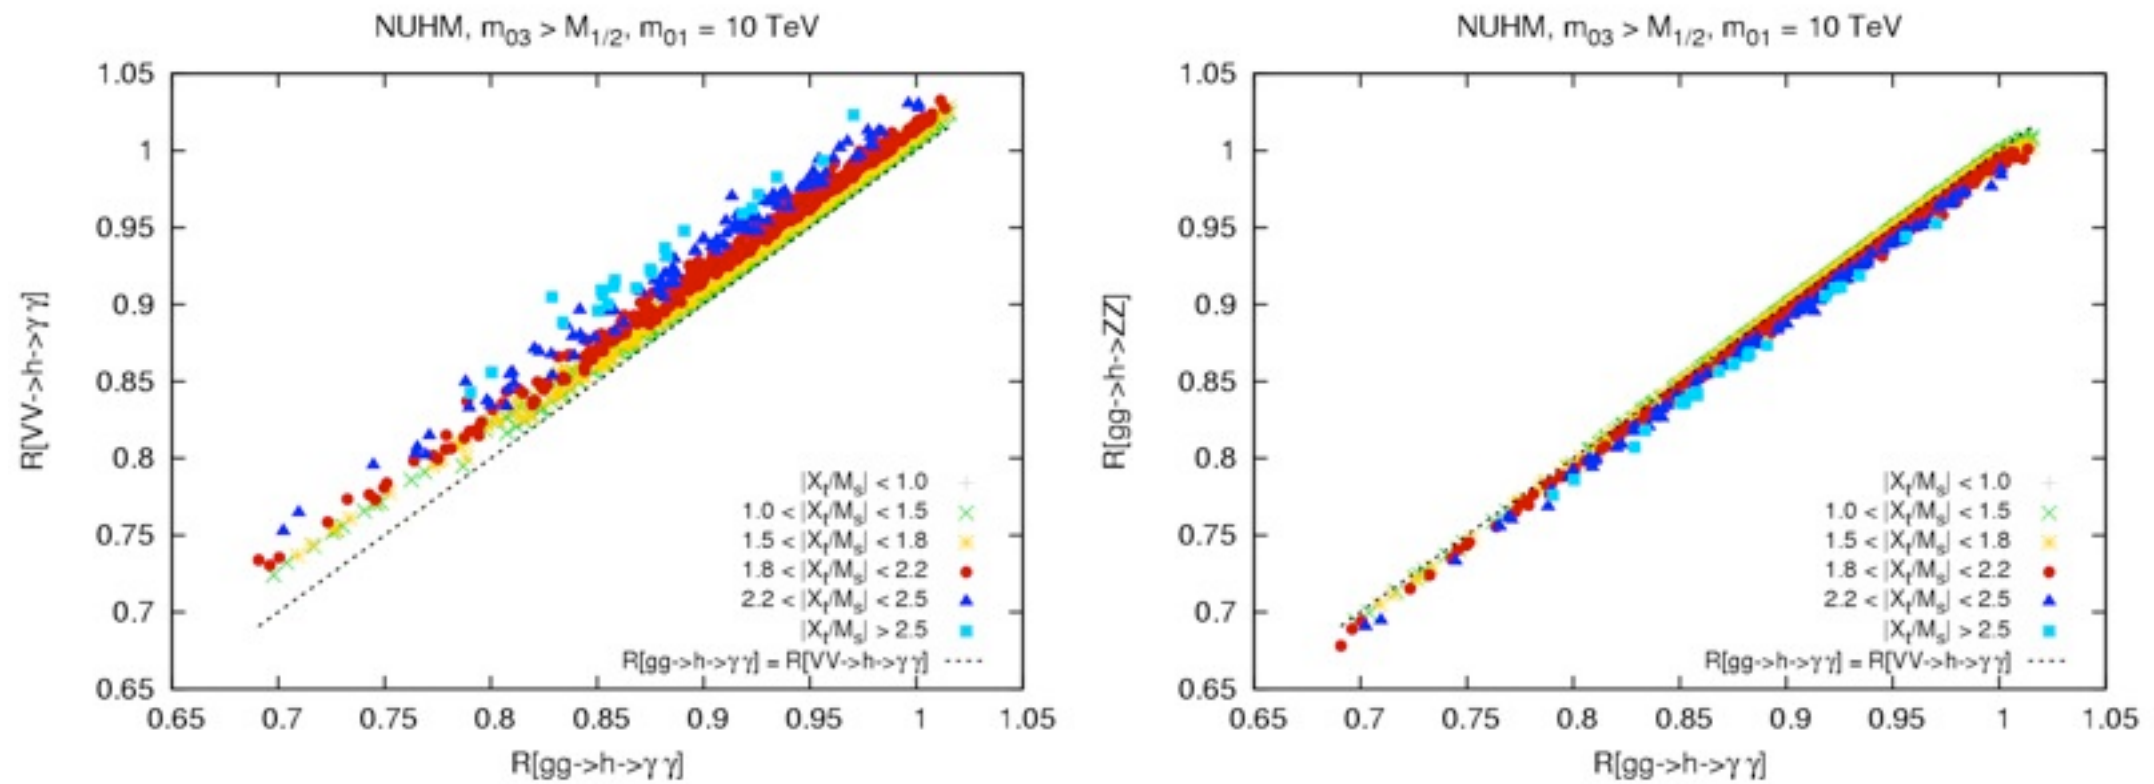 NUHM, m03 > M1/2, m01 = 10 TeV
R[VV->h->γ γ]
1.05
1
0.95
0.9
0.85
0.8
0.75
0.7
0.65
|Xt/Ms| < 1.0
1.0 < |Xt/Ms| < 1.5
1.5 < |Xt/Ms| < 1.8
1.8 < |Xt/Ms| < 2.2
2.2 < |Xt/Ms| < 2.5
|Xt/Ms| > 2.5
R[gg->h->γ γ] = R[VV->h->γ γ]
0.65 0.7 0.75 0.8 0.85 0.9 0.95 1 1.05
R[gg->h->γ γ]
NUHM, m03 > M1/2, m01 = 10 TeV
R[gg->h->ZZ]
1.05
1
0.95
0.9
0.85
0.8
0.75
0.7
0.65
|Xt/Ms| < 1.0
1.0 < |Xt/Ms| < 1.5
1.5 < |Xt/Ms| < 1.8
1.8 < |Xt/Ms| < 2.2
2.2 < |Xt/Ms| < 2.5
|Xt/Ms| > 2.5
R[gg->h->γ γ] = R[VV->h->γ γ]
0.65 0.7 0.75 0.8 0.85 0.9 0.95 1 1.05
R[gg->h->γ γ]